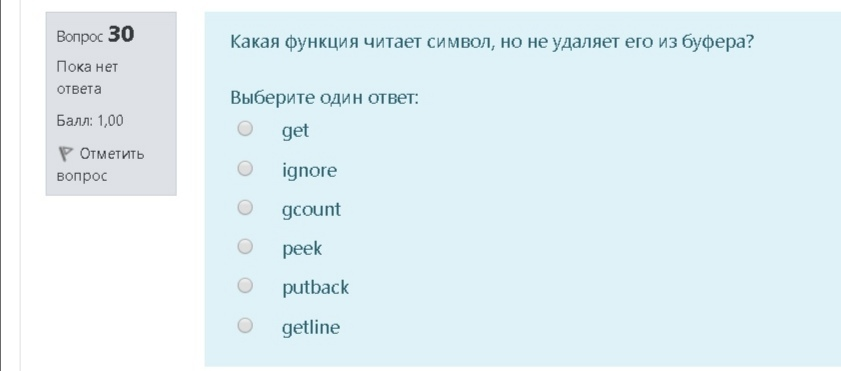 Вопрос 30
Пока нет
ответа
Балл: 1,00
Отметить
вопрос
Какая функция читает символ, но не удаляет его из буфера?
Выберите один ответ:
get
ignore
gcount
peek
putback
getline